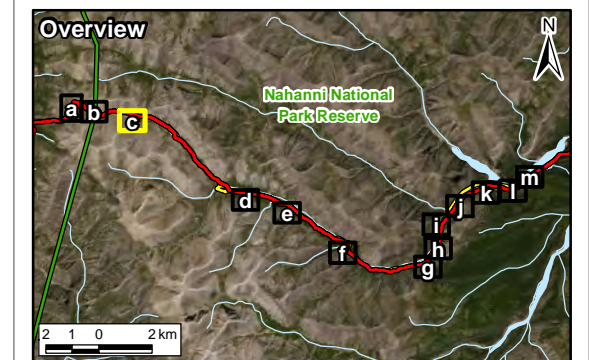 Overview
N
Nahanni National
Park Reserve
a
b
c
d
e
f
g
h
i
j
k
l
m
2 1 0 2 km